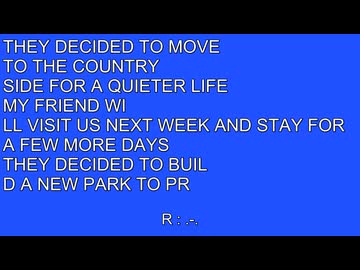 THEY DECIDED TO MOVE
TO THE COUNTRY
SIDE FOR A QUIETER LIFE
MY FRIEND WI
LL VISIT US NEXT WEEK AND STAY FOR
A FEW MORE DAYS
THEY DECIDED TO BUIL
D A NEW PARK TO PR
R : .-.